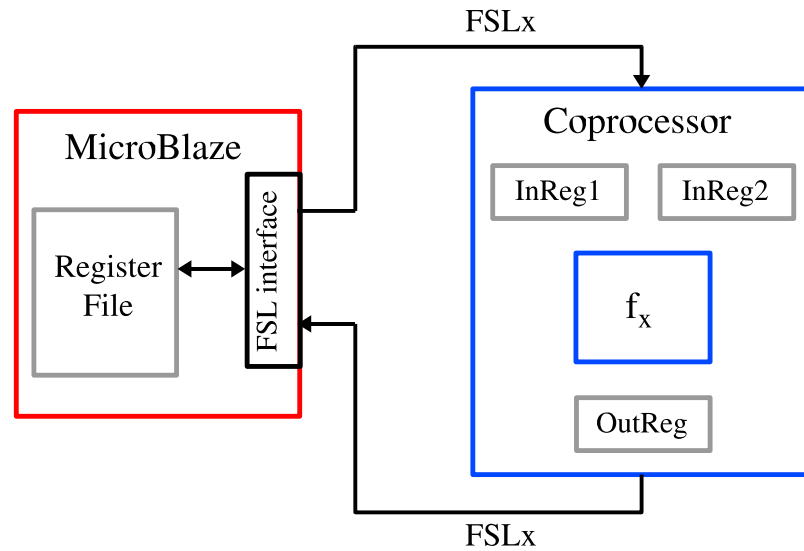 FSLx
MicroBlaze
Register
File
FSL interface
Coprocessor
InReg1
InReg2
fx
OutReg
FSLx